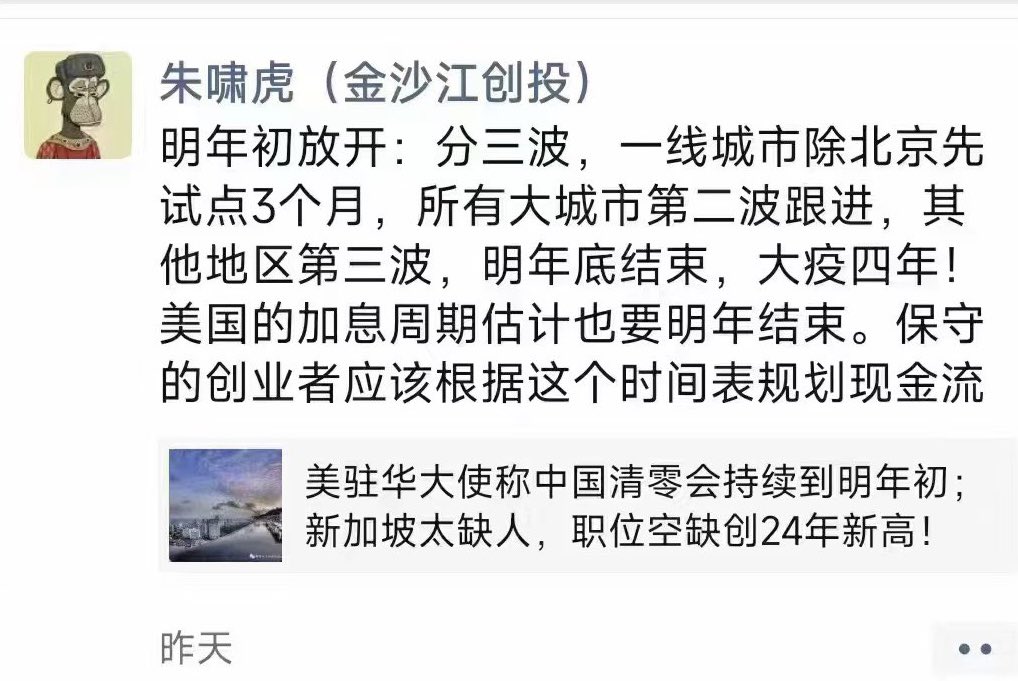 朱啸虎（金沙江创投）
明年初放开：分三波，一线城市除北京先
试点3个月，所有大城市第二波跟进，其
他地区第三波，明年底结束，大疫四年！
美国的加息周期估计也要明年结束。保守
的创业者应该根据这个时间表规划现金流
美驻华大使称中国清零会持续到明年初；
新加坡太缺人，职位空缺创24年新高！
昨天